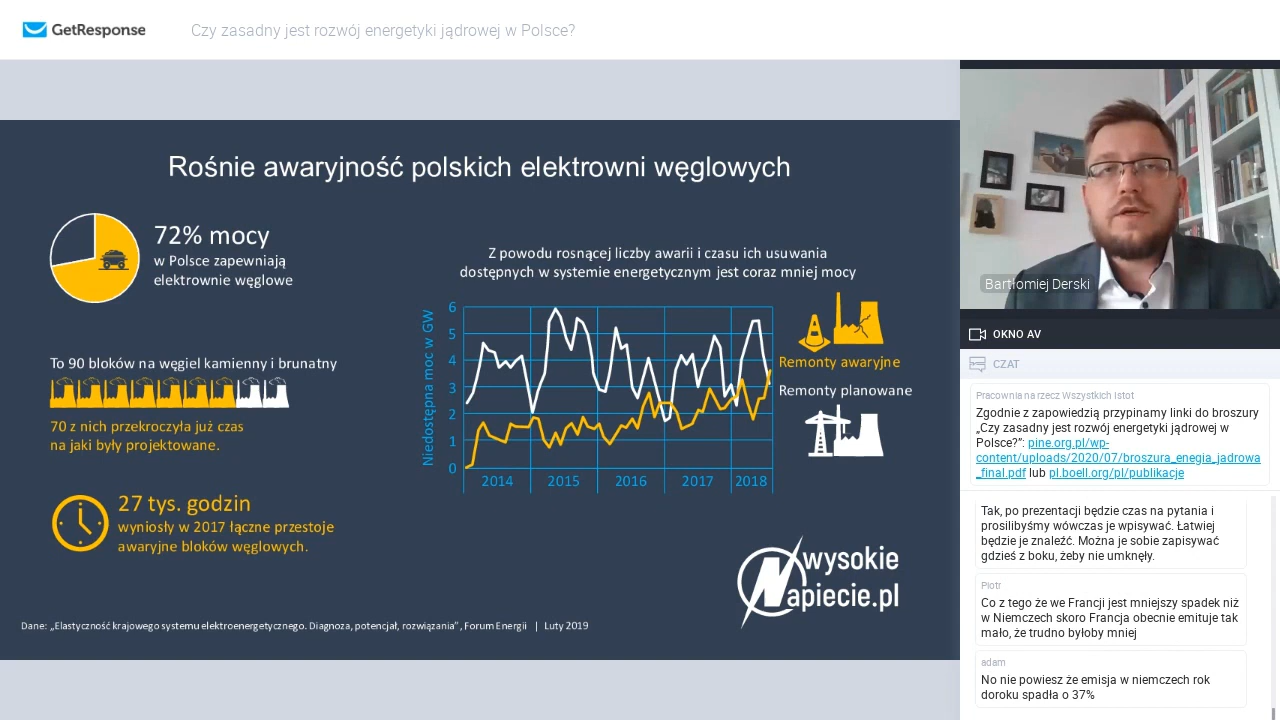 GetResponse
Czy zasadny jest rozwój energetyki jądrowej w Polsce?
Rośnie awaryjność polskich elektrowni węglowych
72% mocy
w Polsce zapewniają
elektrownie węglowe
To 90 bloków na węgiel kamienny i brunatny
70 z nich przekroczyła już czas
na jaki były projektowane.
27 tys. godzin
wyniosły w 2017 łączne przestoje
awaryjne bloków węglowych.
Z powodu rosnącej liczby awarii i czasu ich usuwania
dostępnych w systemie energetycznym jest coraz mniej mocy
Niedostępna moc w GW
6
5
4
3
2
1
0
2014
2015
2016
2017
2018
Remonty awaryjne
Remonty planowane
wysokie
Napiecie.pl
Dane: „Elastyczność krajowego systemu elektroenergetycznego. Diagnoza, potencjał, rozwiązania", Forum Energii | Luty 2019
Bartłomiej Derski
OKNO AV
CZAT
Pracownia na rzecz Wszystkich Istot
Zgodnie z zapowiedzią przypinamy linki do broszury
„Czy zasadny jest rozwój energetyki jądrowej w
Polsce?”: pine.org.pl/wp-
content/uploads/2020/07/broszura_enegia_jadrowa
_final.pdf lub pl.boell.org/pl/publikacje
Tak, po prezentacji będzie czas na pytania i
prosilibyśmy wówczas je wpisywać. Łatwiej
będzie je znaleźć. Można je sobie zapisywać
gdzieś z boku, żeby nie umknęły.
Piotr
Co z tego że we Francji jest mniejszy spadek niż
w Niemczech skoro Francja obecnie emituje tak
mało, że trudno byłoby mniej
adam
No nie powiesz że emisja w niemczech rok
doroku spadła o 37%